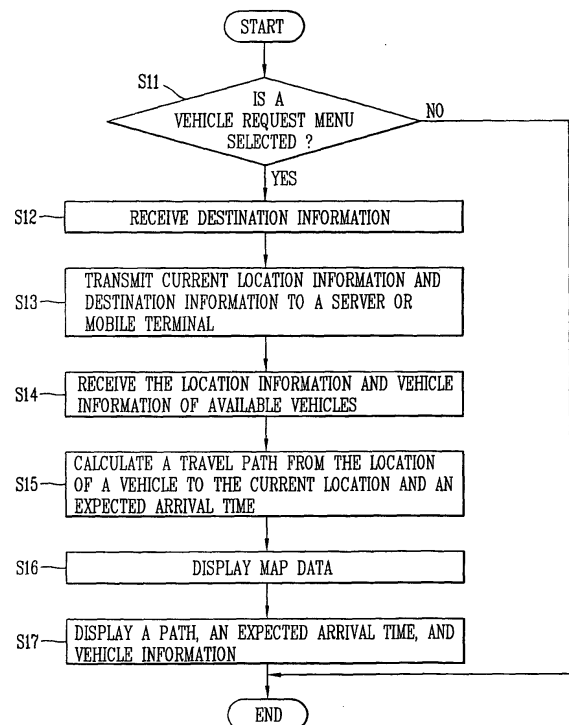 START
S11
IS A
VEHICLE REQUEST MENU
SELECTED ?
NO
YES
S12
RECEIVE DESTINATION INFORMATION
S13
TRANSMIT CURRENT LOCATION INFORMATION AND
DESTINATION INFORMATION TO A SERVER OR
MOBILE TERMINAL
S14
RECEIVE THE LOCATION INFORMATION AND VEHICLE
INFORMATION OF AVAILABLE VEHICLES
S15
CALCULATE A TRAVEL PATH FROM THE LOCATION
OF A VEHICLE TO THE CURRENT LOCATION AND AN
EXPECTED ARRIVAL TIME
S16
DISPLAY MAP DATA
S17
DISPLAY A PATH, AN EXPECTED ARRIVAL TIME, AND
VEHICLE INFORMATION
END